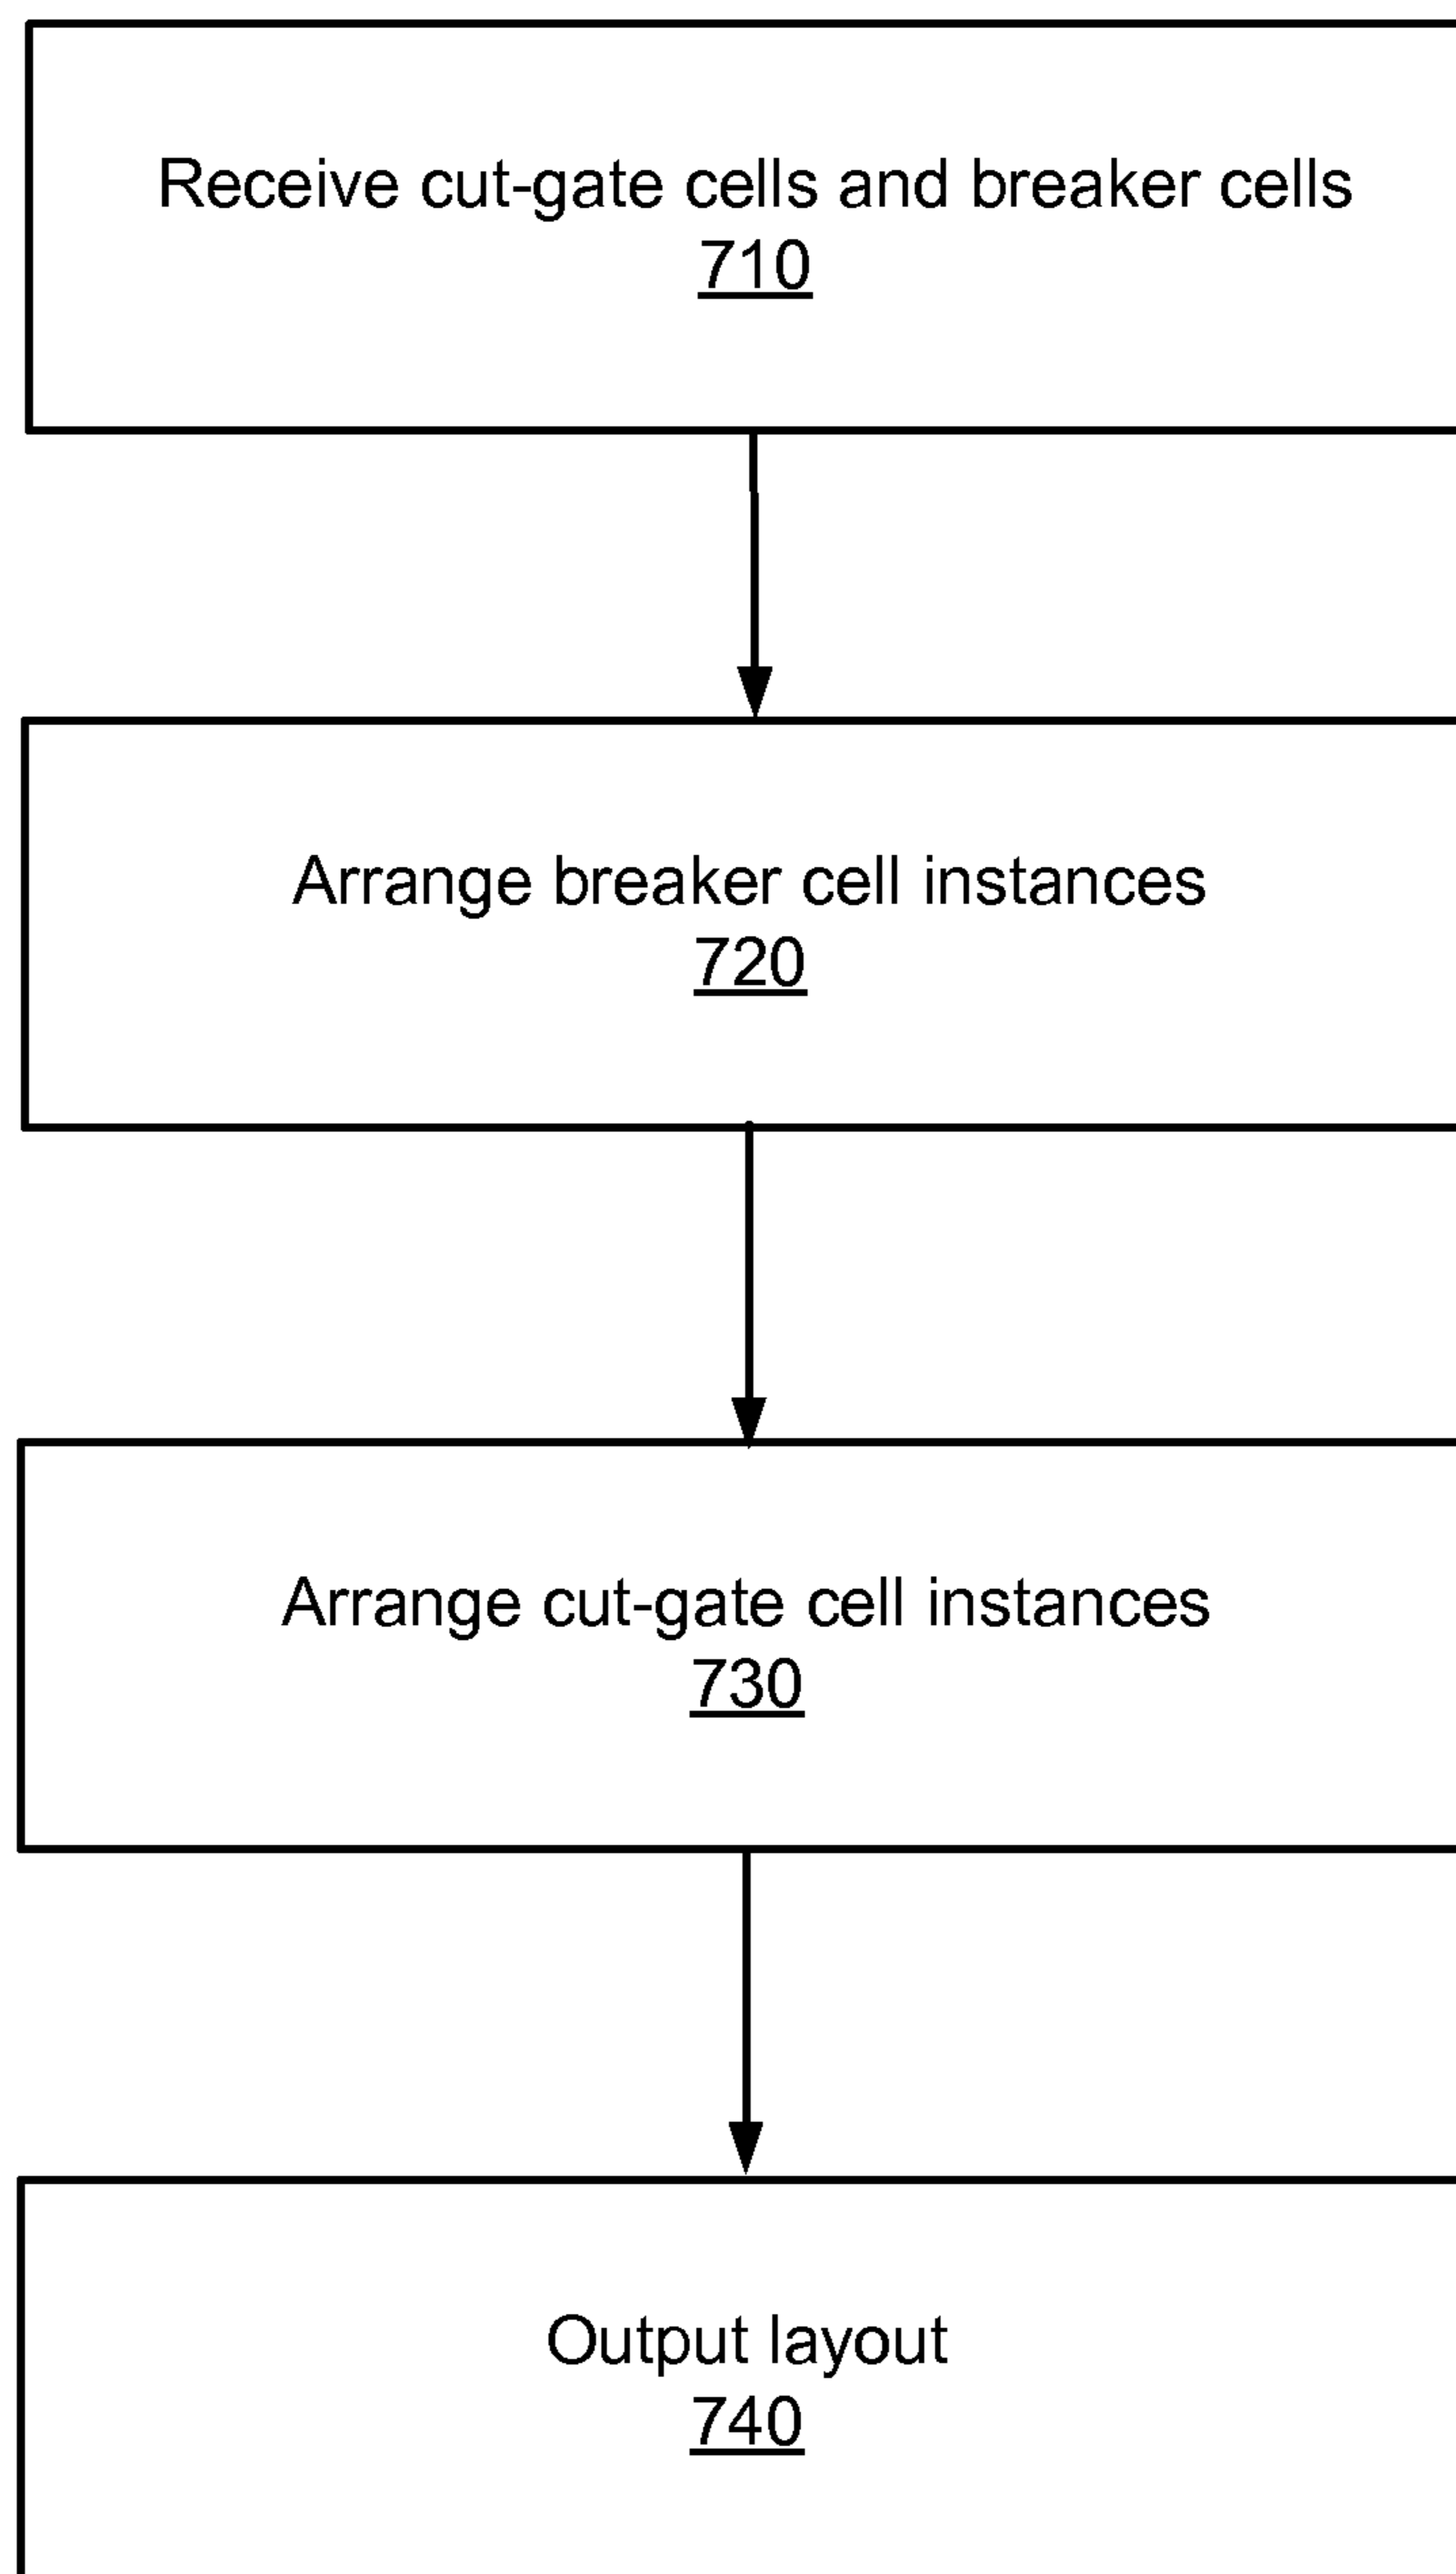 Receive cut-gate cells and breaker cells
710
Arrange breaker cell instances
720
Arrange cut-gate cell instances
730
Output layout
740